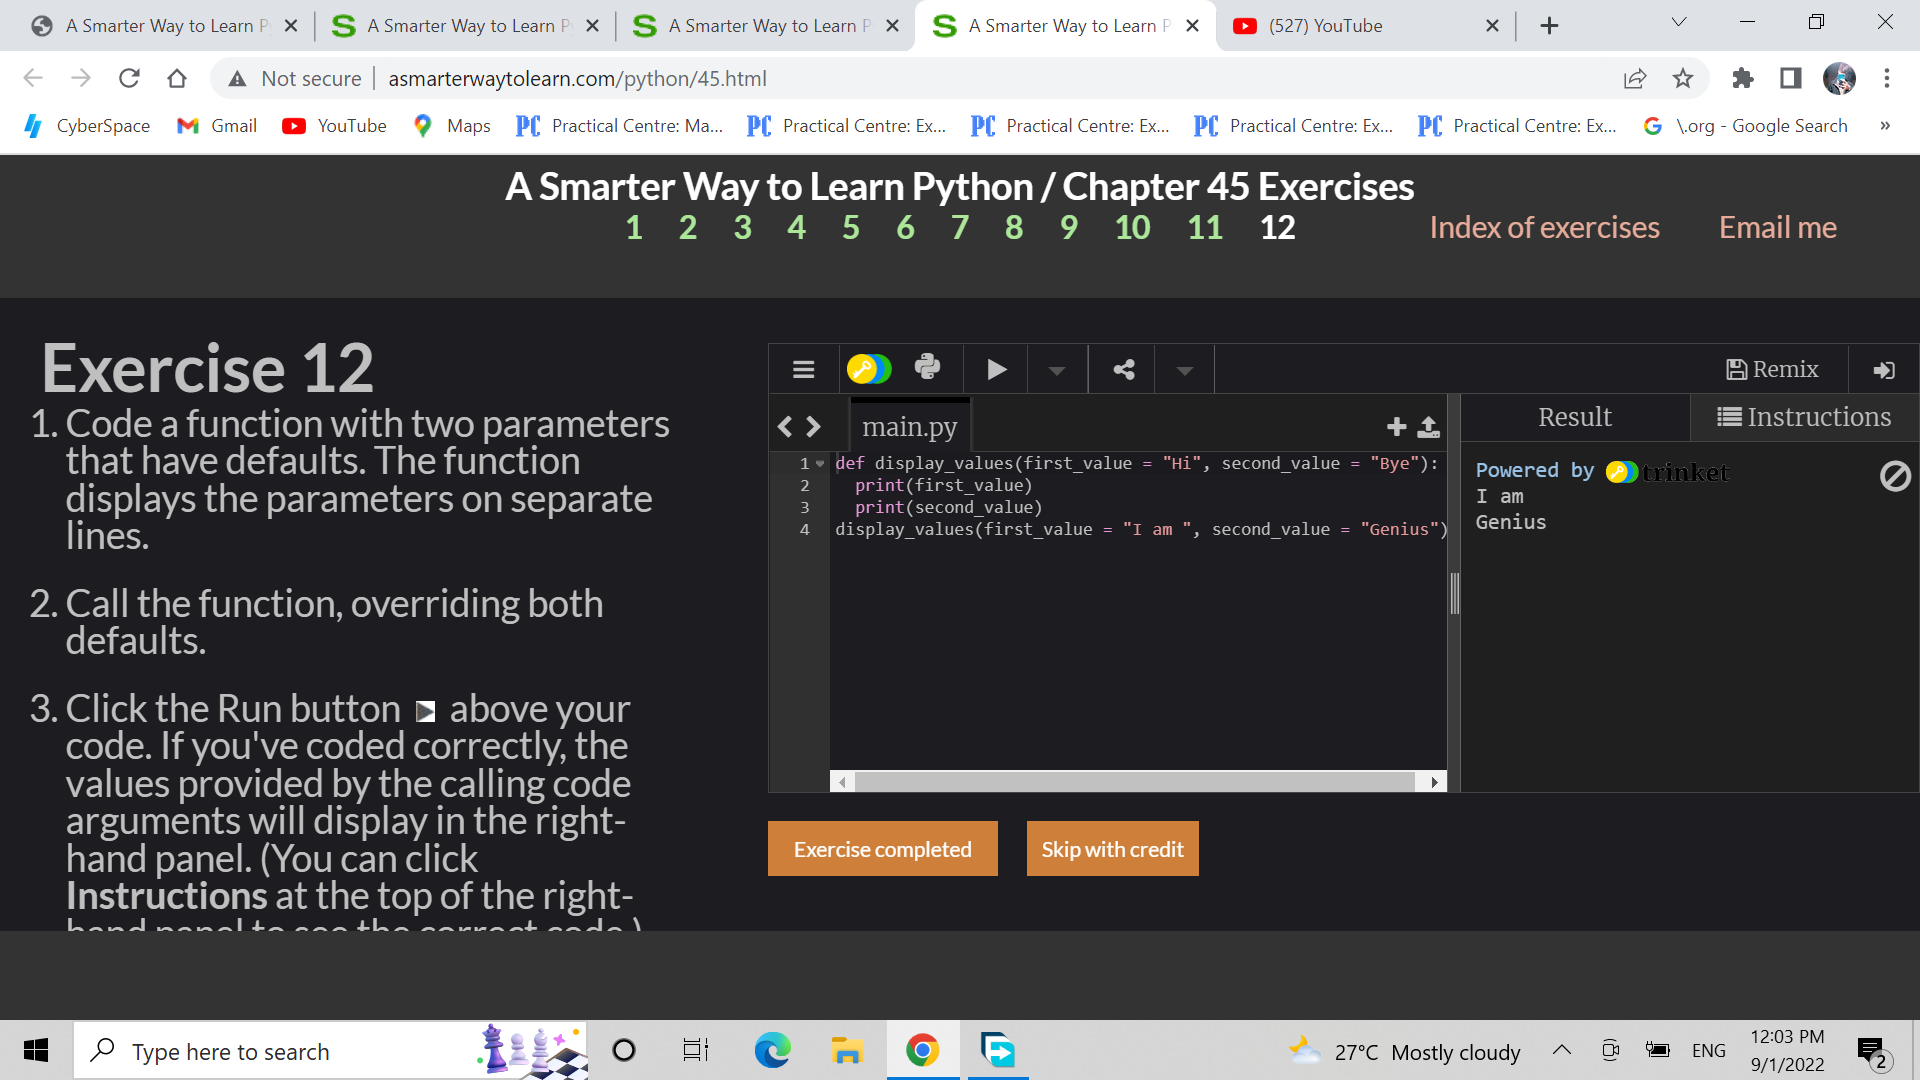 A Smarter Way to Learn P
A Smarter Way to Learn P
A Smarter Way to Learn P
A Smarter Way to Learn P
(527) YouTube
Not secure
asmarterwaytolearn.com/python/45.html
CyberSpace
Gmail
YouTube
Maps
PC Practical Centre: Ma...
PC Practical Centre: Ex...
PC Practical Centre: Ex...
PC Practical Centre: Ex...
PC Practical Centre: Ex...
\.org - Google Search
»
A Smarter Way to Learn Python / Chapter 45 Exercises
1 2 3 4 5 6 7 8 9 10 11 12
Index of exercises
Email me
Exercise 12
1. Code a function with two parameters
that have defaults. The function
displays the parameters on separate
lines.
2. Call the function, overriding both
defaults.
3. Click the Run button above your
code. If you've coded correctly, the
values provided by the calling code
arguments will display in the right-
hand panel. (You can click
Instructions at the top of the right-
hand panel to see the correct code.)
Remix
main.py
Result
Instructions
1 def display_values(first_value = "Hi", second_value = "Bye"):
2 print(first_value)
3 print(second_value)
4 display_values(first_value = "I am ", second_value = "Genius")
Powered by trinket
I am
Genius
Exercise completed
Skip with credit
Type here to search
27°C Mostly cloudy
ENG
12:03 PM
9/1/2022
2